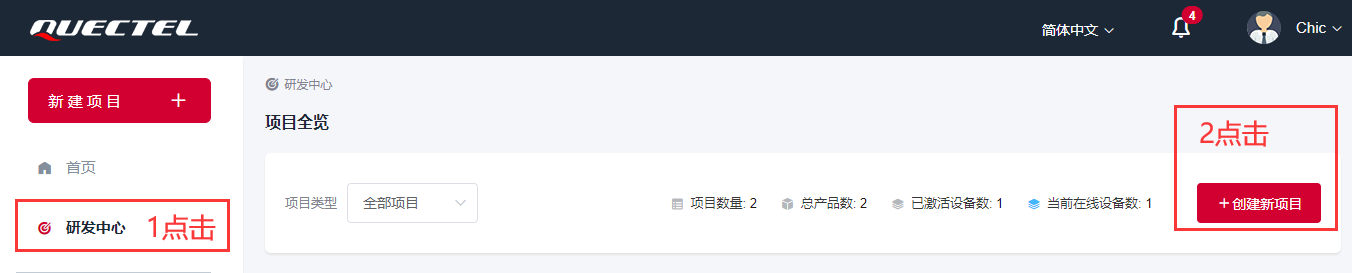 QUECTEL
简体中文
4
Chic
新建项目 +
首页
研发中心
1点击
研发中心
项目全览
2点击
项目类型 全部项目 项目数量: 2 总产品数: 2 已激活设备数: 1 当前在线设备数: 1 +创建新项目